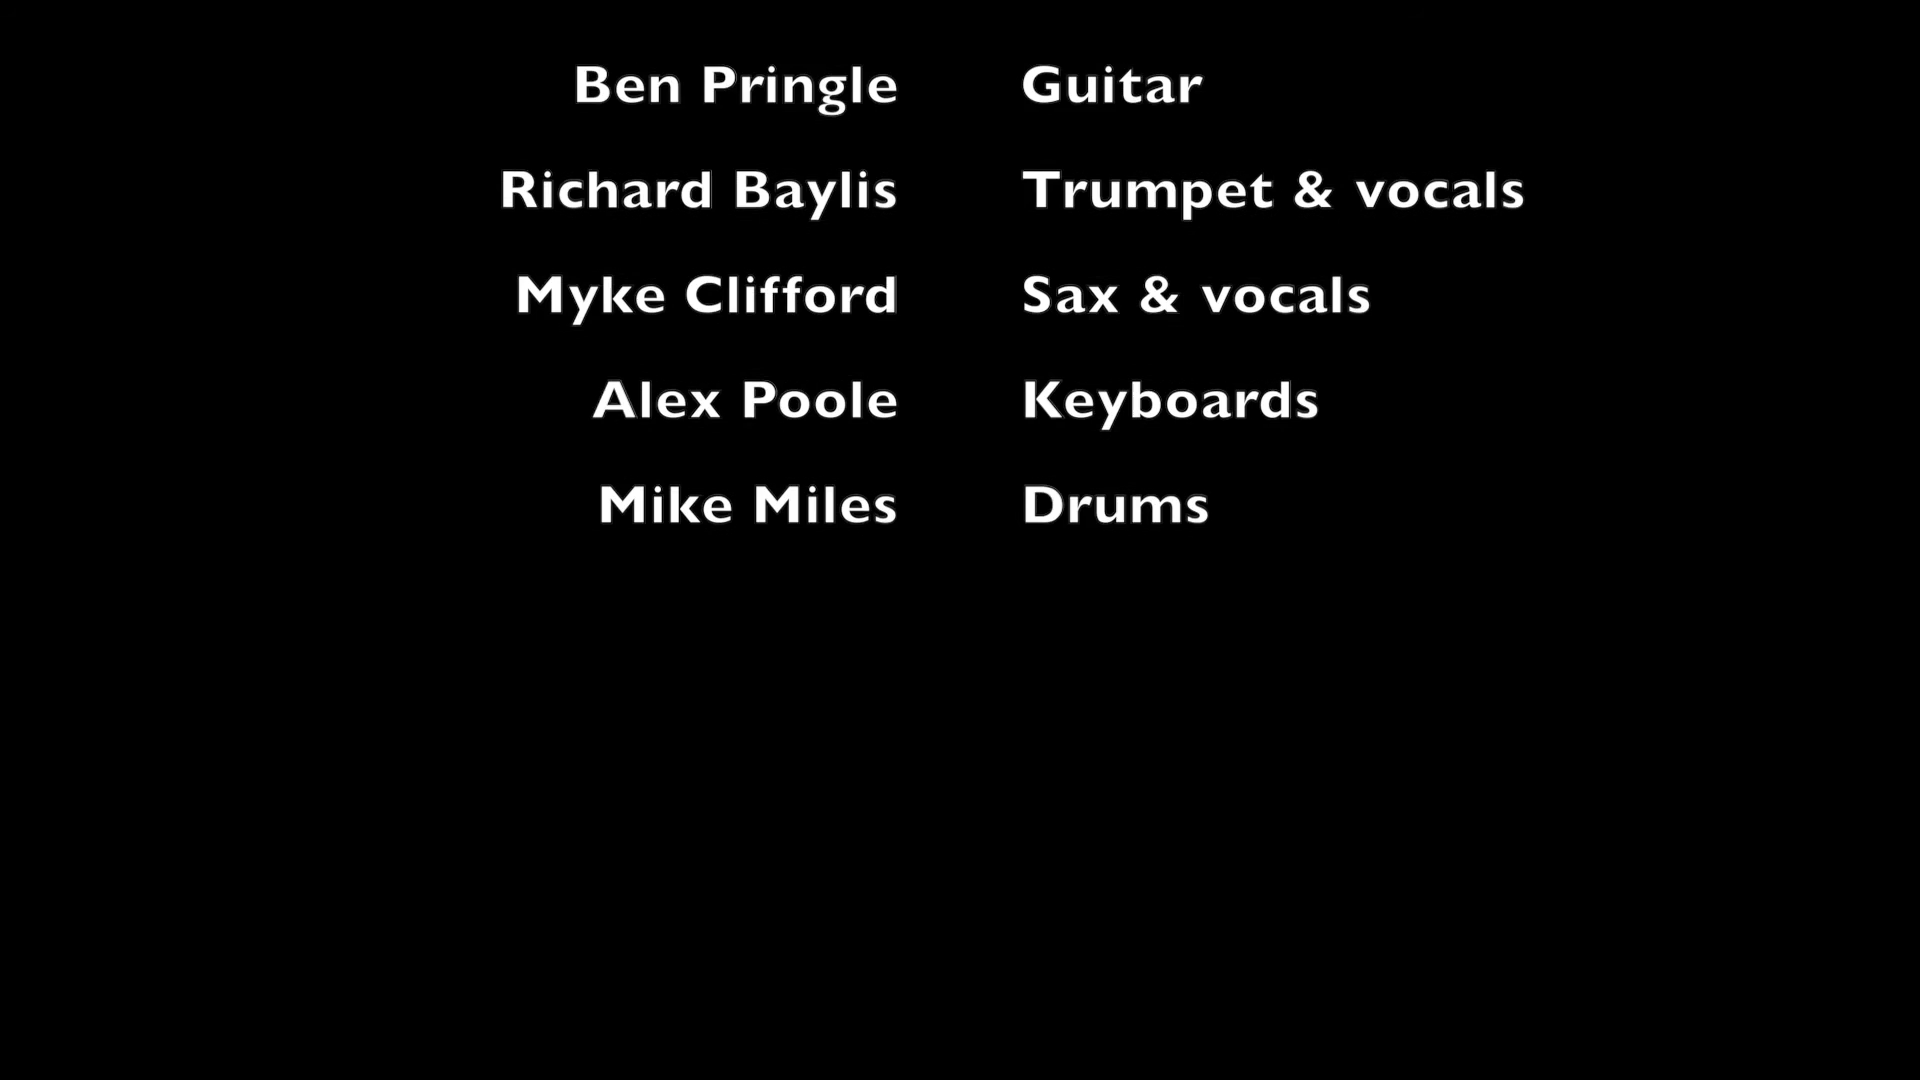 Ben Pringle Guitar
Richard Baylis Trumpet & vocals
Myke Clifford Sax & vocals
Alex Poole Keyboards
Mike Miles Drums